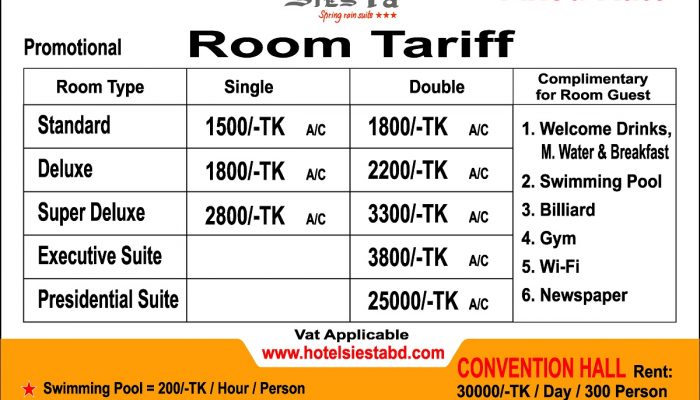 Siesta
Spring rain suite ★★★
Promotional
Room Tariff
Room Type
Single
Double
Complimentary
for Room Guest
Standard
1500/-TK A/C
1800/-TK A/C
Deluxe
1800/-TK A/C
2200/-TK A/C
Super Deluxe
2800/-TK A/C
3300/-TK A/C
Executive Suite
3800/-TK A/C
Presidential Suite
25000/-TK A/C
1. Welcome Drinks,
M. Water & Breakfast
2. Swimming Pool
3. Billiard
4. Gym
5. Wi-Fi
6. Newspaper
Vat Applicable
www.hotelsiestabd.com
★ Swimming Pool = 200/-TK / Hour / Person
CONVENTION HALL Rent:
30000/-TK / Day / 300 Person